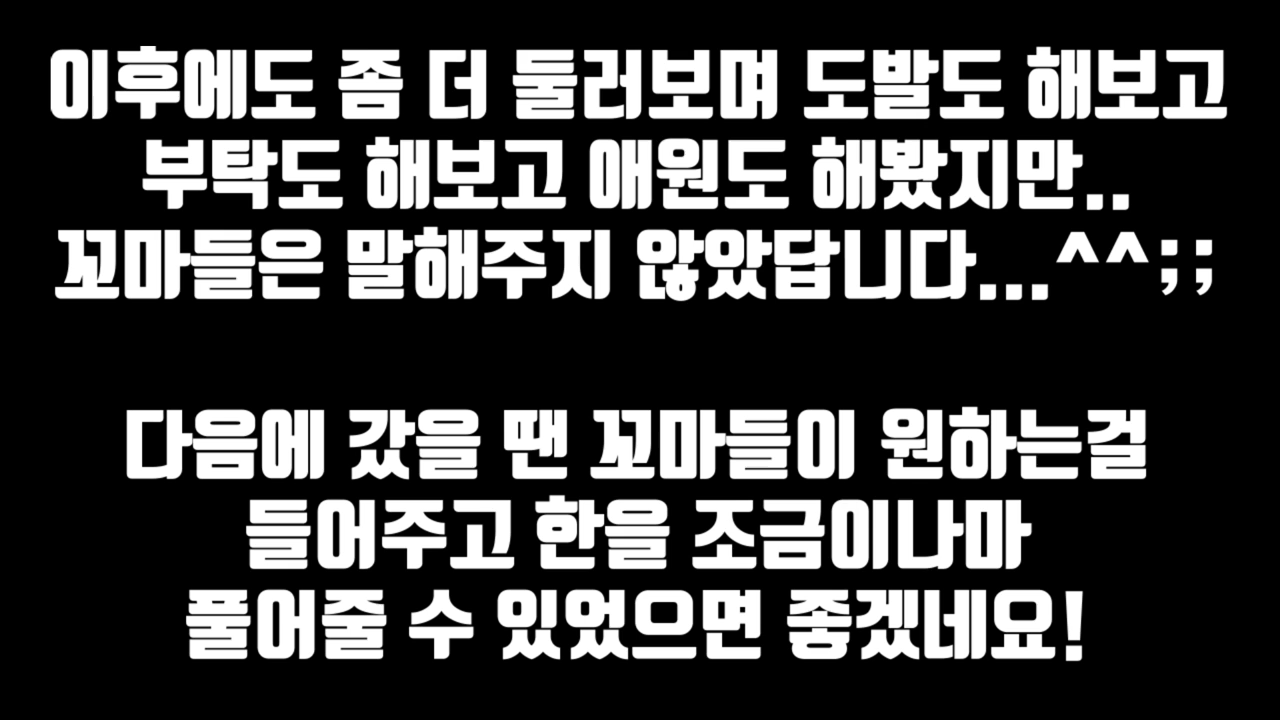 이후에도 좀 더 둘러보며 도발도 해보고
부탁도 해보고 애원도 해봤지만..
꼬마들은 말해주지 않았답니다... ^^;;
다음에 갔을 땐 꼬마들이 원하는걸
들어주고 한을 조금이나마
풀어줄 수 있었으면 좋겠네요!